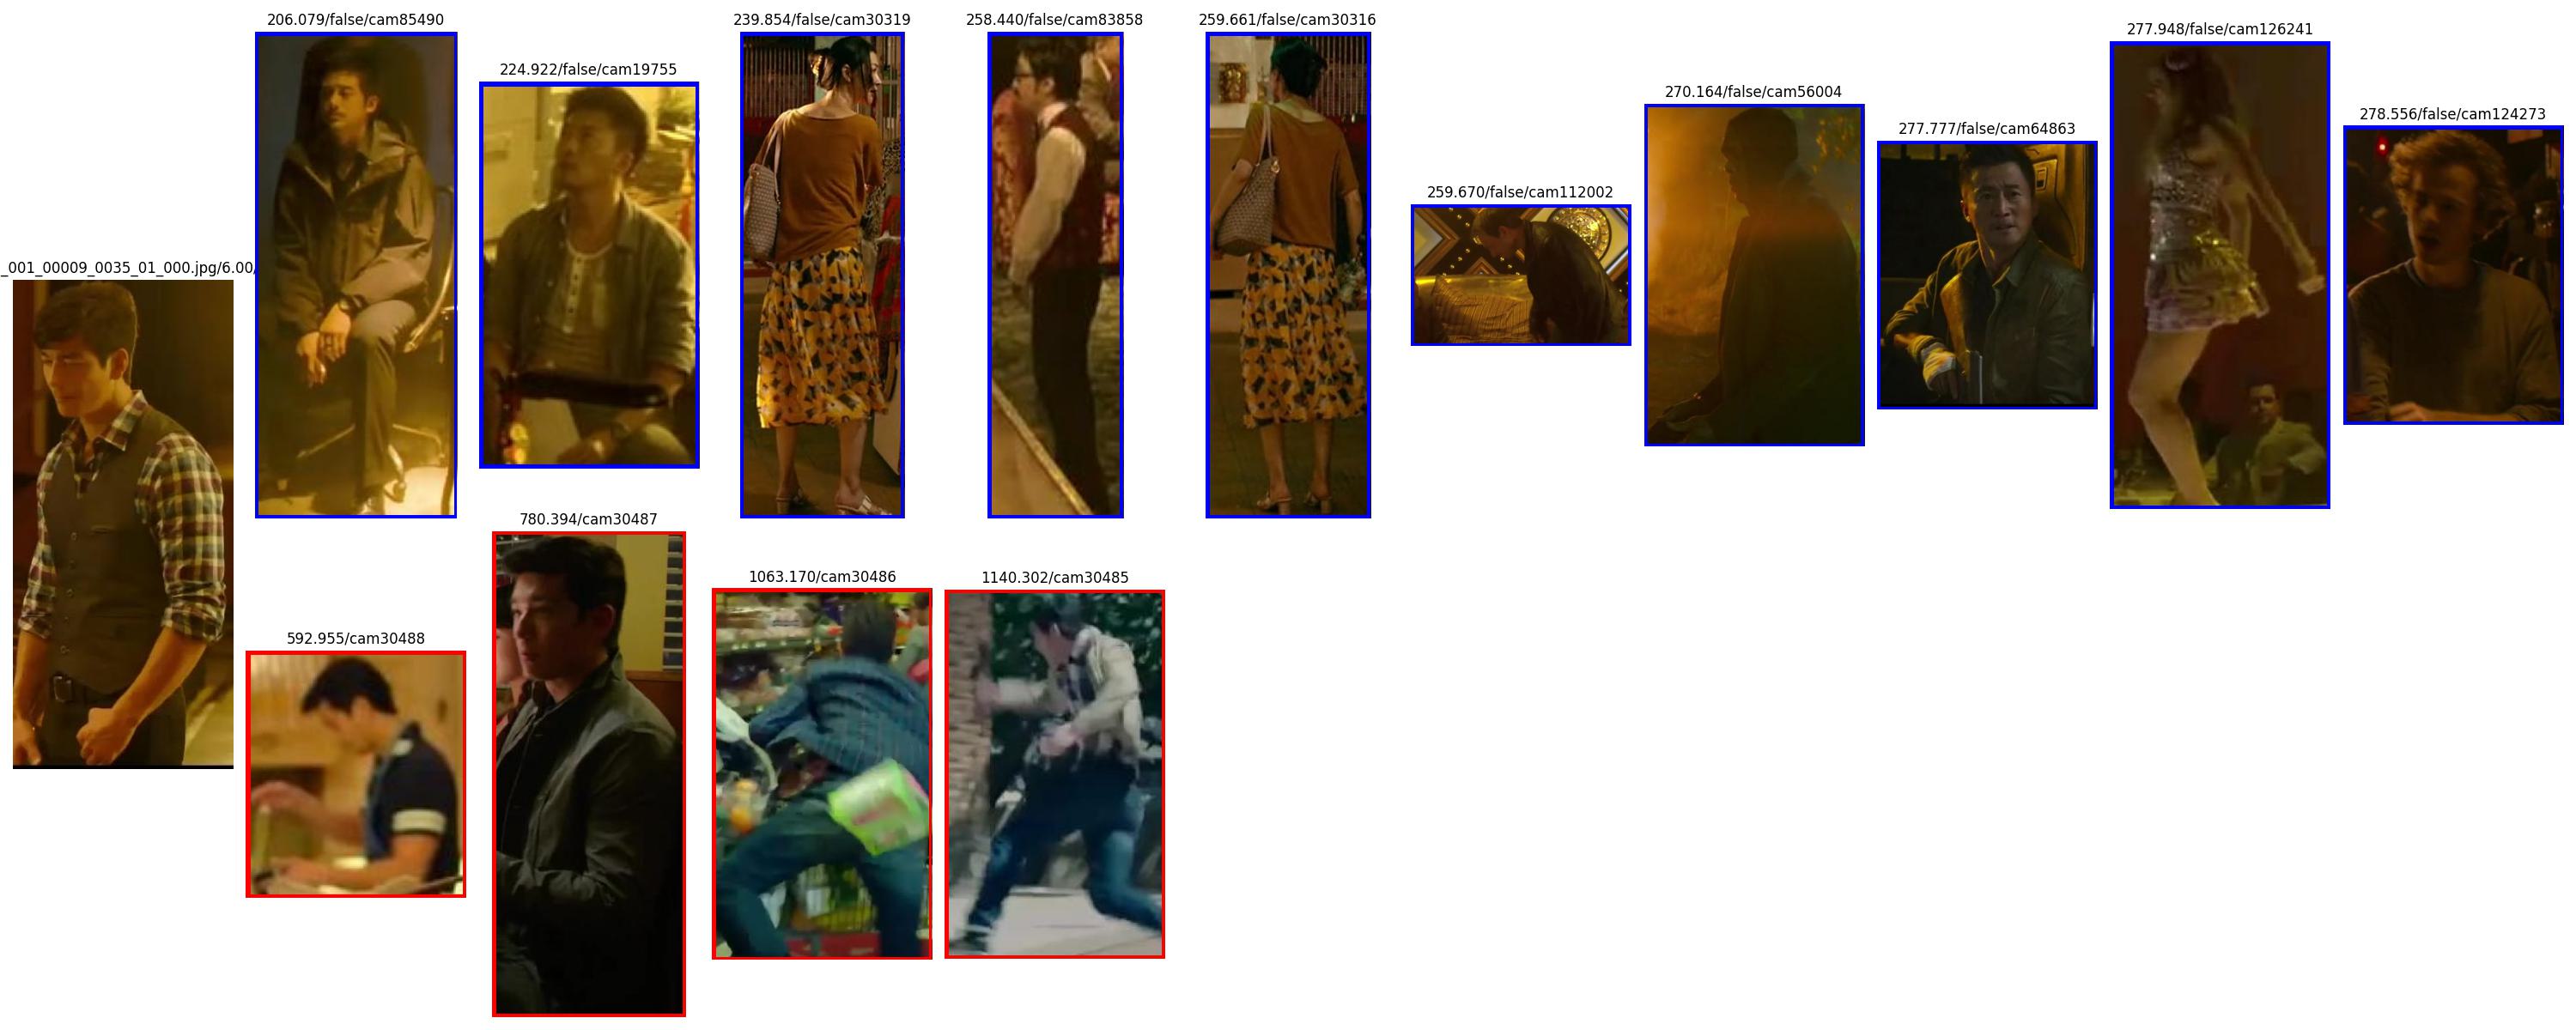 206.079/false/cam85490
224.922/false/cam19755
239.854/false/cam30319
258.440/false/cam83858
259.661/false/cam30316
259.670/false/cam112002
270.164/false/cam56004
277.777/false/cam64863
277.948/false/cam126241
278.556/false/cam124273
_001_00009_0035_01_000.jpg/6.00/
592.955/cam30488
780.394/cam30487
1063.170/cam30486
1140.302/cam30485